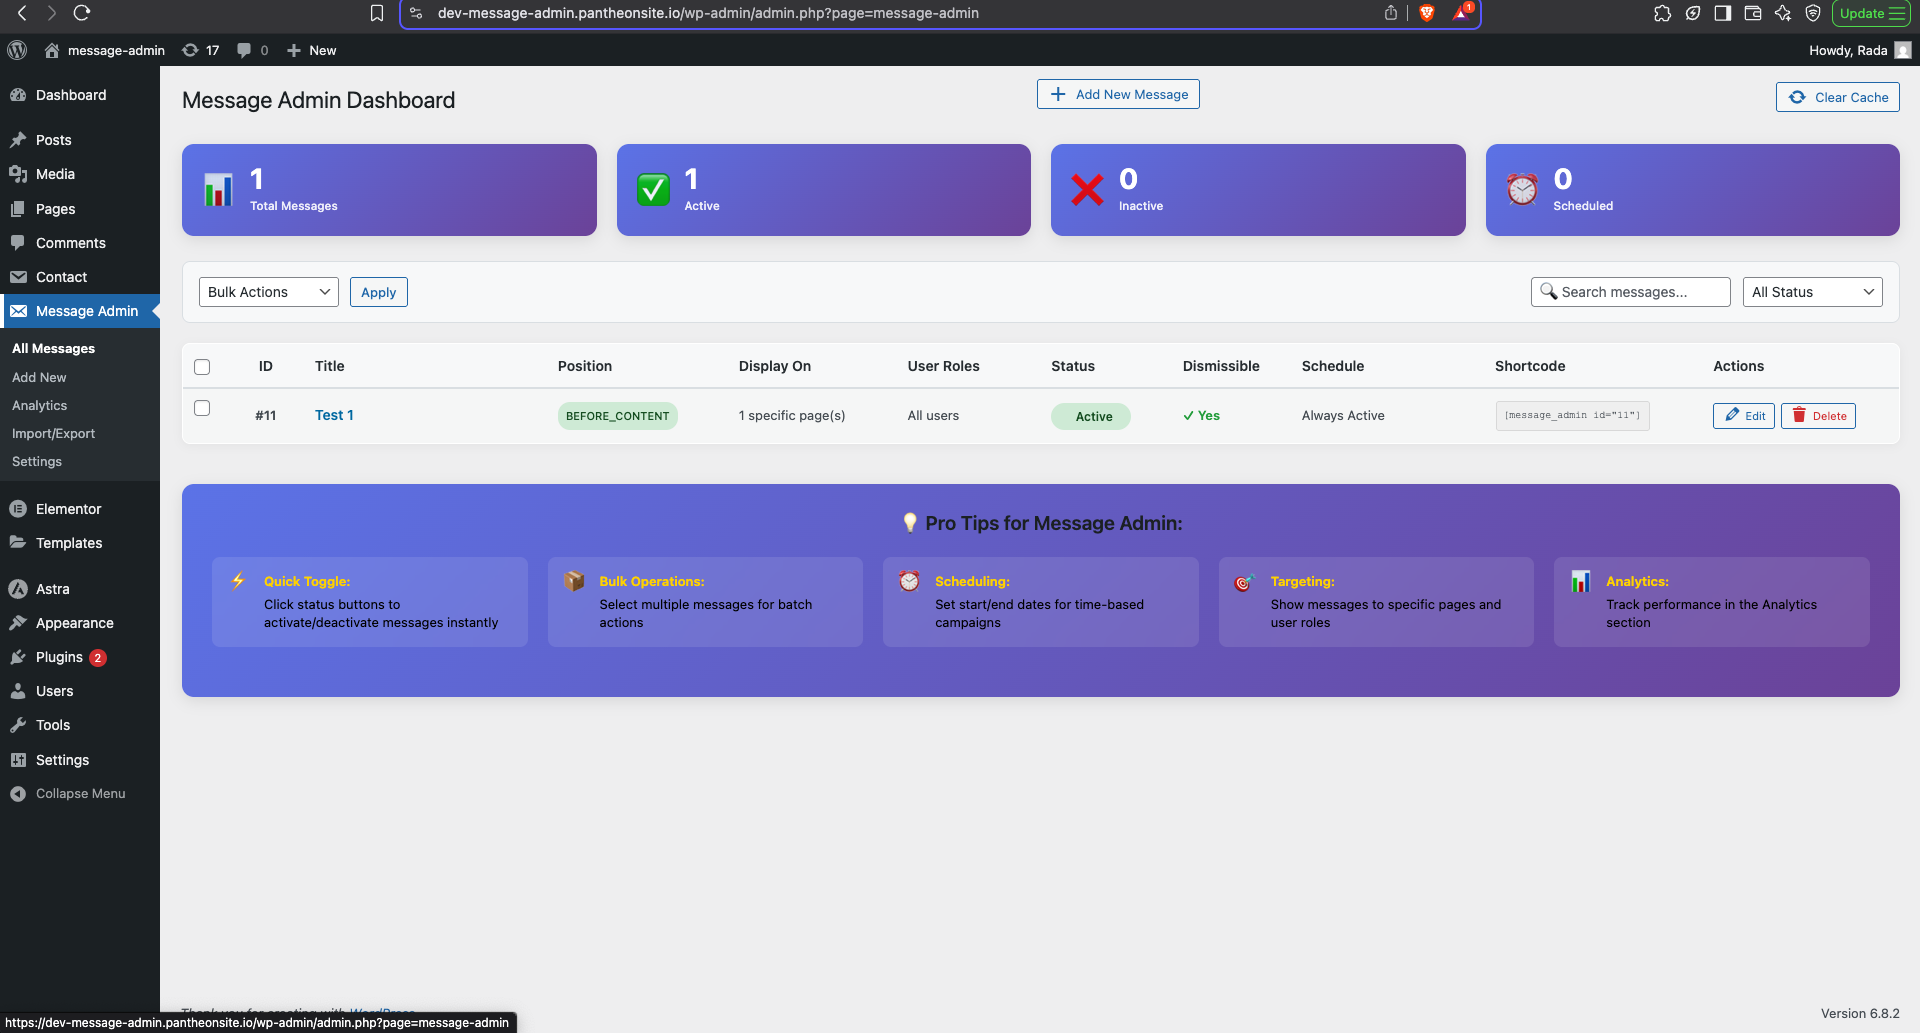 dev-message-admin.pantheonsite.io/wp-admin/admin.php?page=message-admin
1
Update
message-admin
17
0
New
Howdy, Rada
Dashboard
Posts
Media
Pages
Comments
Contact
Message Admin
All Messages
Add New
Analytics
Import/Export
Settings
Elementor
Templates
Astra
Appearance
Plugins 2
Users
Tools
Settings
Collapse Menu
Message Admin Dashboard
Add New Message
Clear Cache
1
Total Messages
1
Active
0
Inactive
0
Scheduled
Bulk Actions
Apply
Search messages...
All Status
ID Title Position Display On User Roles Status Dismissible Schedule Shortcode Actions
#11 Test 1 BEFORE_CONTENT 1 specific page(s) All users Active ✓ Yes Always Active [message_admin id="11"] Edit Delete
Pro Tips for Message Admin:
Quick Toggle:
Click status buttons to
activate/deactivate messages instantly
Bulk Operations:
Select multiple messages for batch
actions
Scheduling:
Set start/end dates for time-based
campaigns
Targeting:
Show messages to specific pages and
user roles
Analytics:
Track performance in the Analytics
section
Thank you for creating with WordPress.
Version 6.8.2
https://dev-message-admin.pantheonsite.io/wp-admin/admin.php?page=message-admin